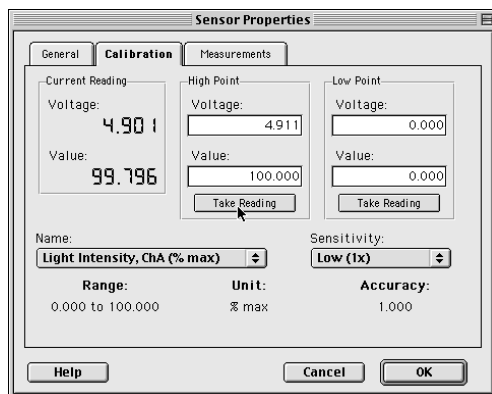 Sensor Properties
General Calibration Measurements
Current Reading
Voltage:
4.901
Value:
99.796
High Point
Voltage:
4.911
Value:
100.000
Take Reading
Low Point
Voltage:
0.000
Value:
0.000
Take Reading
Name:
Light Intensity, ChA (% max)
Sensitivity:
Low (1x)
Range: Unit: Accuracy:
0.000 to 100.000 % max 1.000
Help Cancel OK